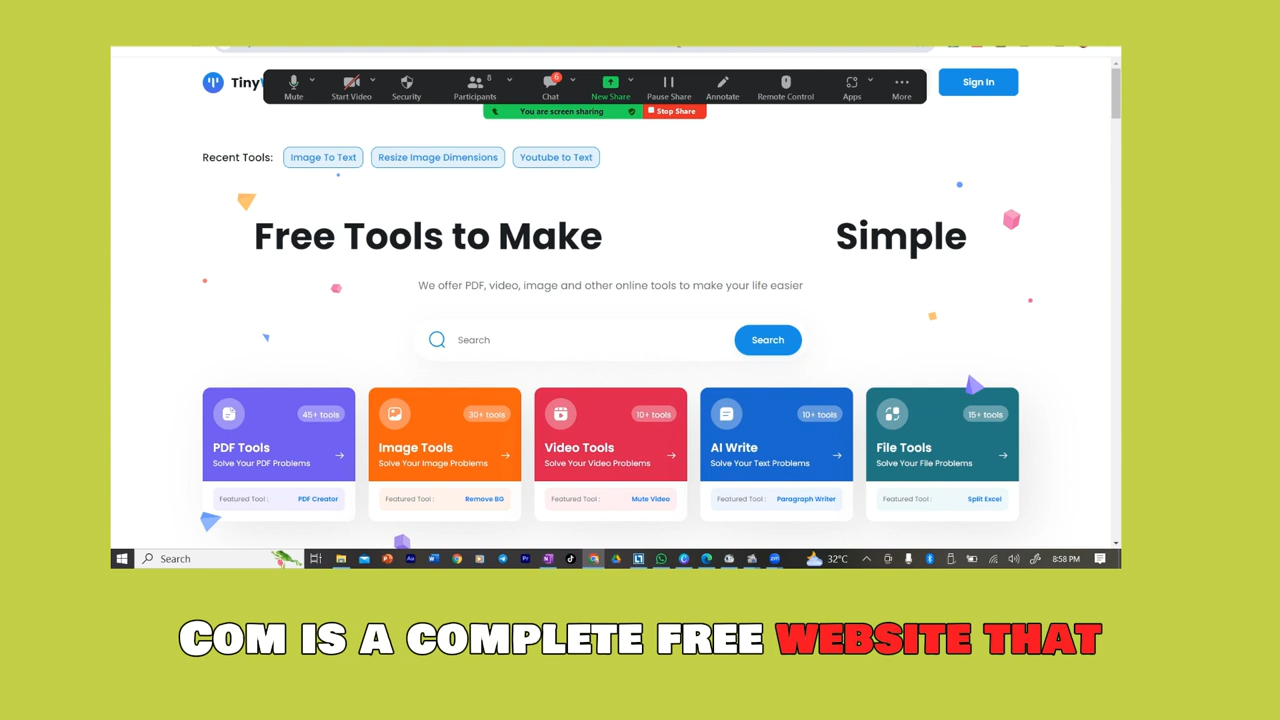 Tiny
Mute
Start Video
Security
Participants
8
Chat
6
New Share
Pause Share
Annotate
Remote Control
Apps
More
Sign In
You are screen sharing
Stop Share
Recent Tools:
Image To Text
Resize Image Dimensions
Youtube to Text
Free Tools to Make Simple
We offer PDF, video, image and other online tools to make your life easier
Search
Search
45+ tools
PDF Tools
Solve Your PDF Problems
Featured Tool : PDF Creator
30+ tools
Image Tools
Solve Your Image Problems
Featured Tool : Remove BG
10+ tools
Video Tools
Solve Your Video Problems
Featured Tool : Mute Video
10+ tools
AI Write
Solve Your Text Problems
Featured Tool : Paragraph Writer
15+ tools
File Tools
Solve Your File Problems
Featured Tool : Split Excel
Search
32°C
8:58 PM
COM IS A COMPLETE FREE WEBSITE THAT